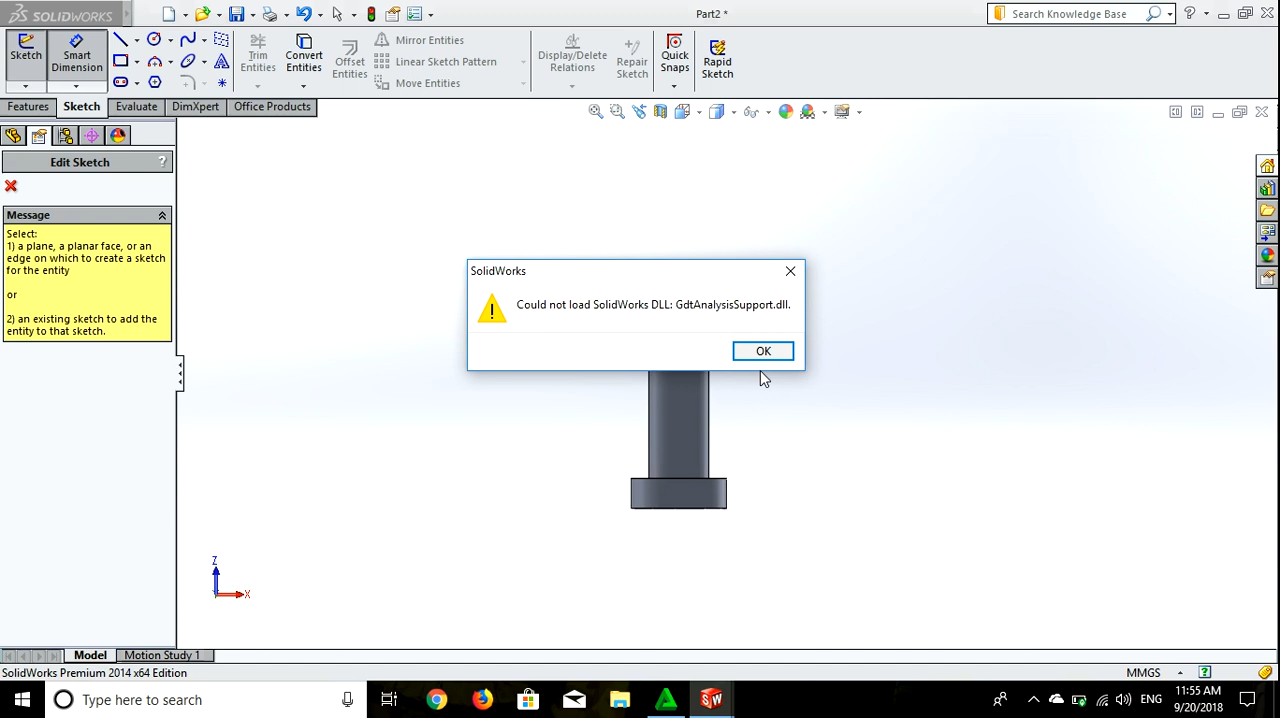 SOLIDWORKS
Part2 *
Search Knowledge Base
Sketch
Smart
Dimension
Trim
Entities
Convert
Entities
Offset
Entities
Mirror Entities
Linear Sketch Pattern
Move Entities
Display/Delete
Relations
Repair
Sketch
Quick
Snaps
Rapid
Sketch
Features
Sketch
Evaluate
DimXpert
Office Products
Edit Sketch
?
Message
Select:
1) a plane, a planar face, or an
edge on which to create a sketch
for the entity
or
2) an existing sketch to add the
entity to that sketch.
SolidWorks
Could not load SolidWorks DLL: GdtAnalysisSupport.dll.
OK
Z
X
Model
Motion Study 1
SolidWorks Premium 2014 x64 Edition
MMGS
?
Type here to search
SW
ENG
11:55 AM
9/20/2018